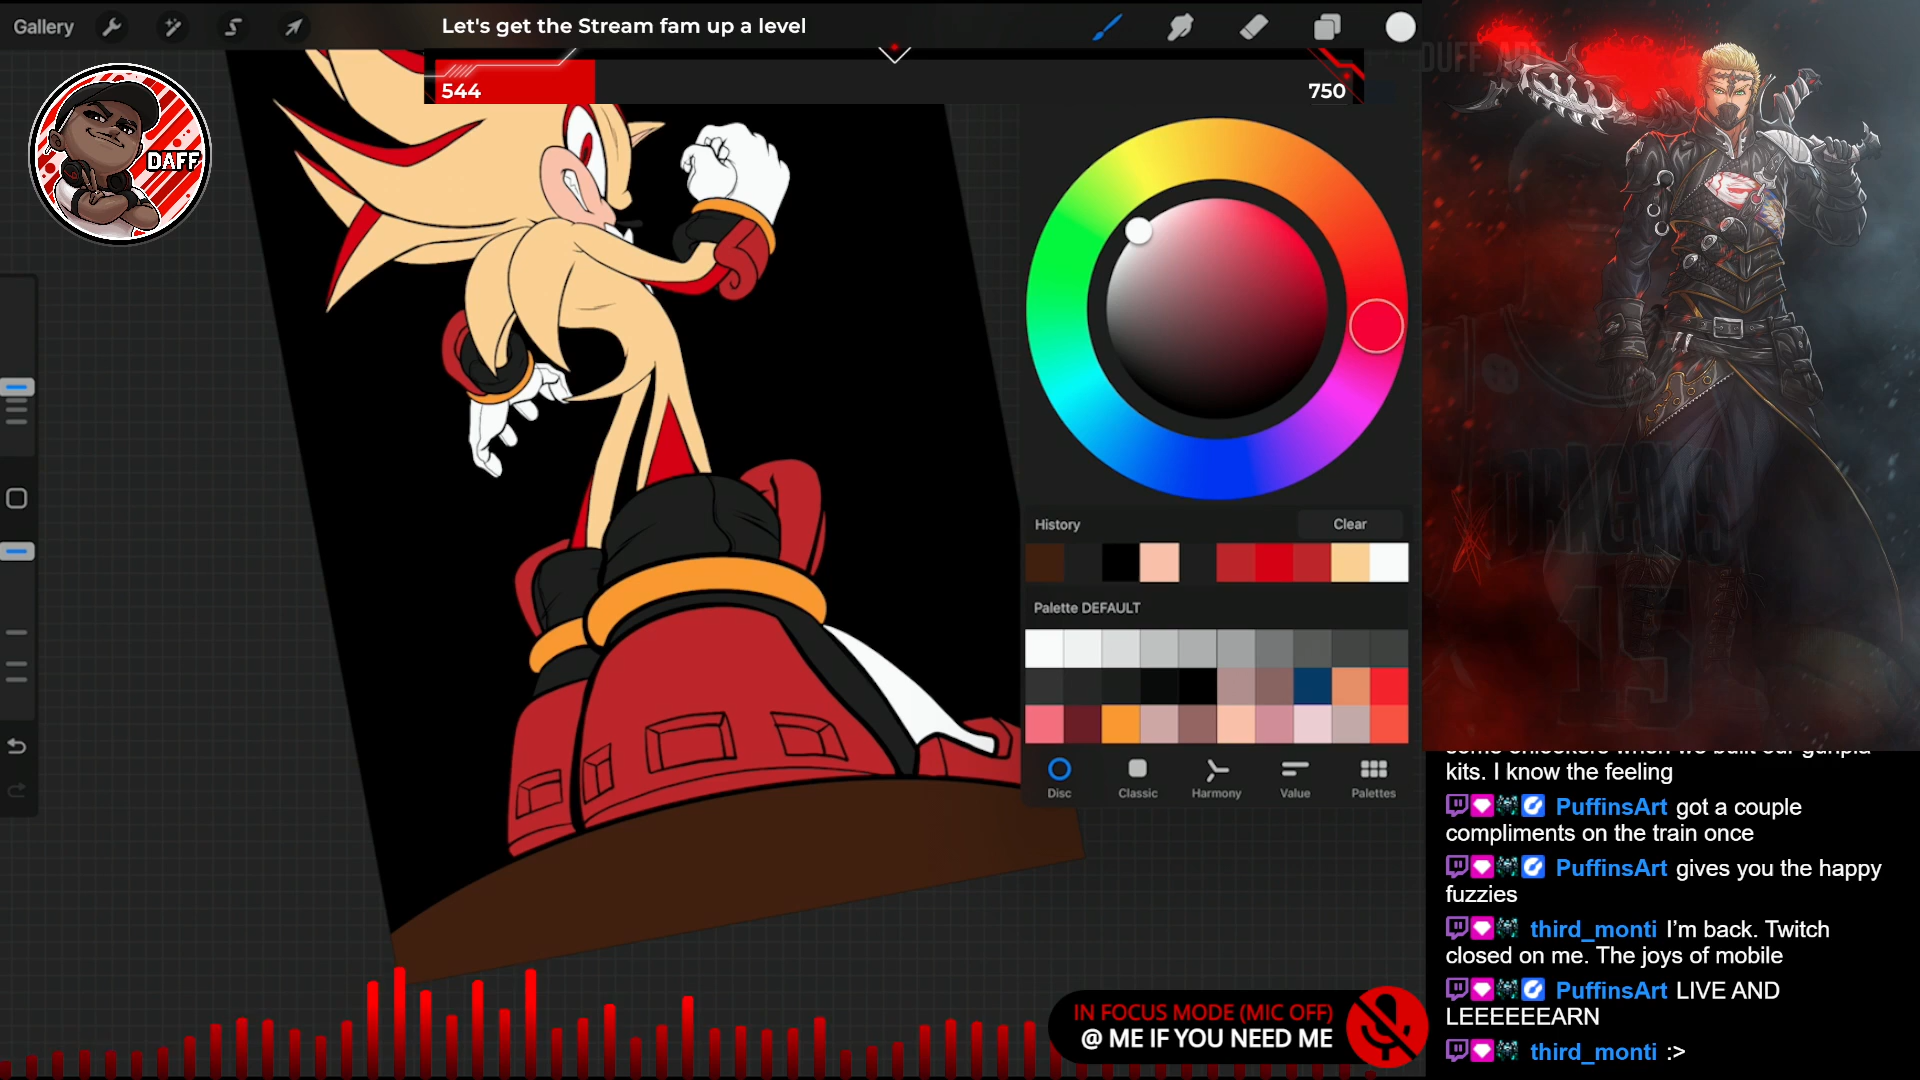 Gallery
Let's get the Stream fam up a level
544
750
DAFF
History
Clear
Palette DEFAULT
Disc
Classic
Harmony
Value
Palettes
IN FOCUS MODE (MIC OFF)
@ ME IF YOU NEED ME
DUFF_ART
DRAGONS
15
kits. I know the feeling
PuffinsArt got a couple
compliments on the train once
PuffinsArt gives you the happy
fuzzies
third_monti I’m back. Twitch
closed on me. The joys of mobile
PuffinsArt LIVE AND
LEEEEEEARN
third_monti :>